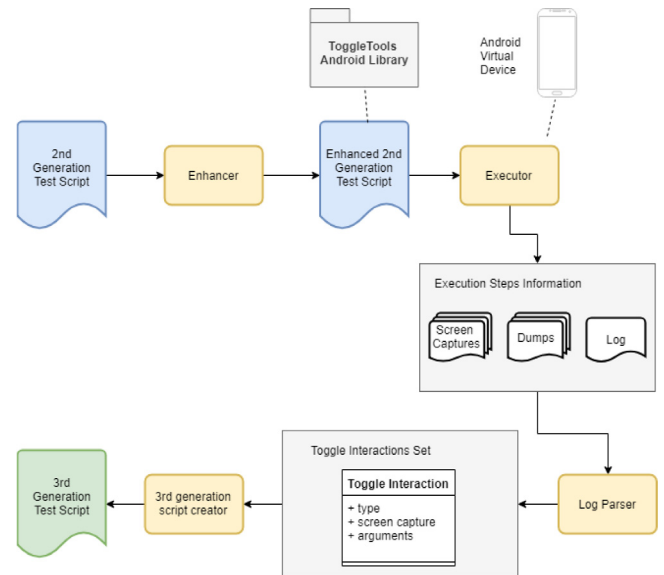 ToggleTools
Android Library
Android
Virtual
Device
2nd
Generation
Test Script
Enhancer
Enhanced 2nd
Generation
Test Script
Executor
Execution Steps Information
Screen
Captures
Dumps
Log
3rd
Generation
Test Script
3rd generation
script creator
Toggle Interactions Set
Toggle Interaction
+ type
+ screen capture
+ arguments
Log Parser